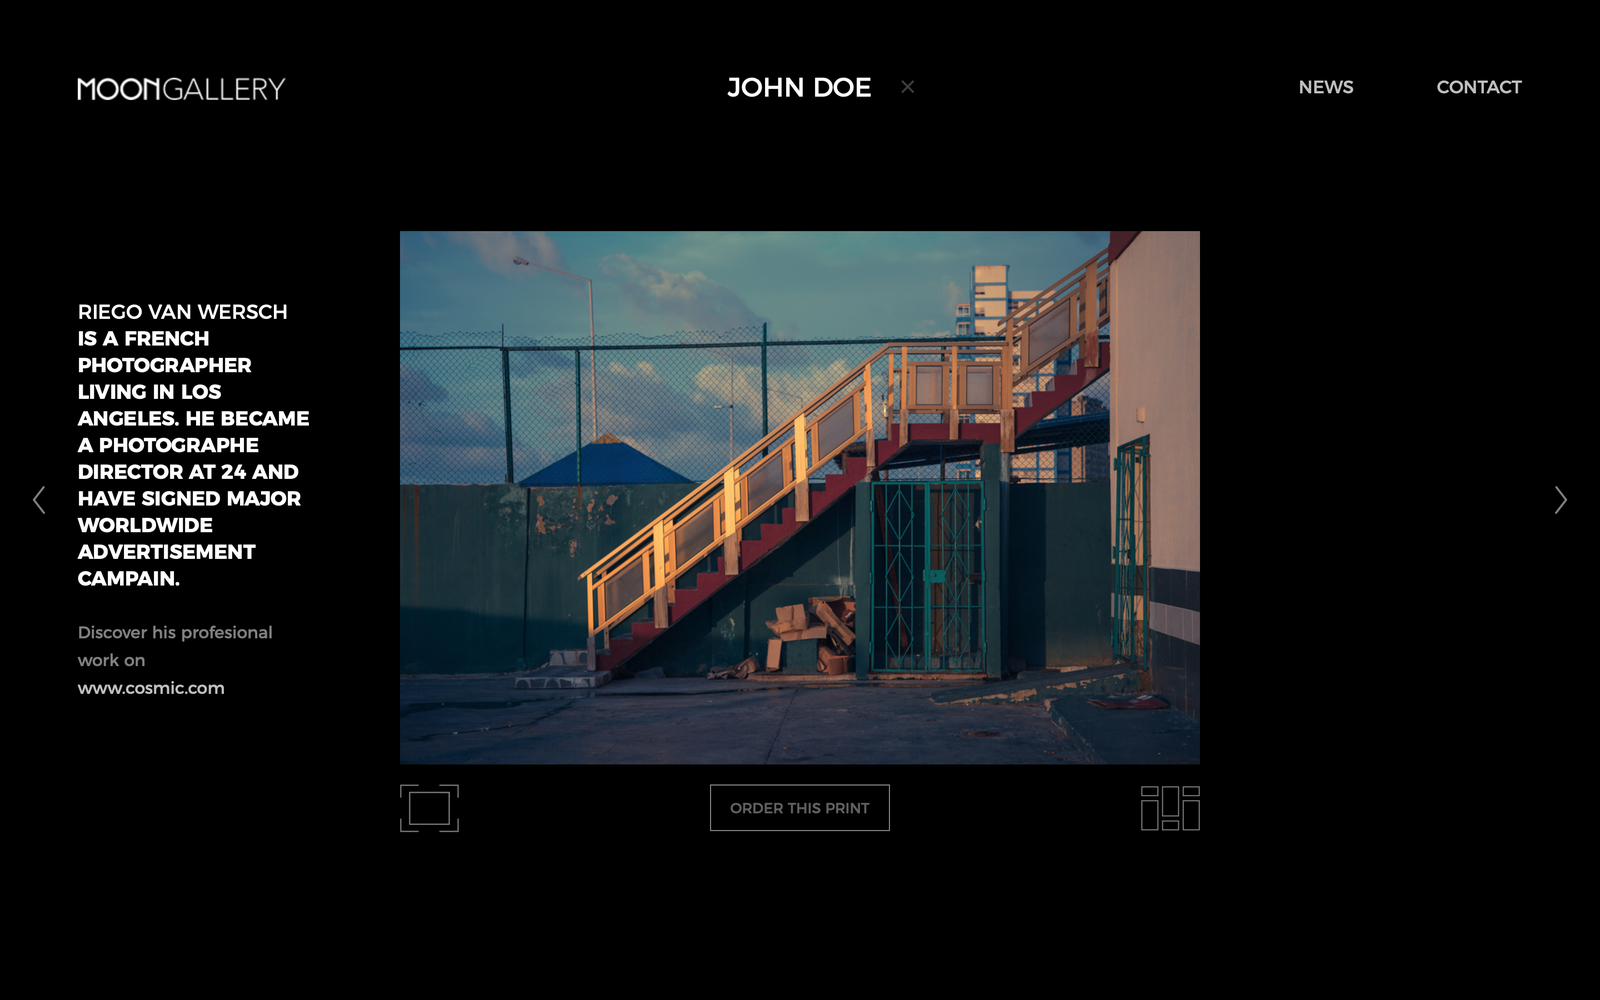 MOONGALLERY
JOHN DOE ×
NEWS
CONTACT
RIEGO VAN WERSCH
IS A FRENCH
PHOTOGRAPHER
LIVING IN LOS
ANGELES. HE BECAME
A PHOTOGRAPHE
DIRECTOR AT 24 AND
HAVE SIGNED MAJOR
WORLDWIDE
ADVERTISEMENT
CAMPAIN.
Discover his profesional
work on
www.cosmic.com
ORDER THIS PRINT